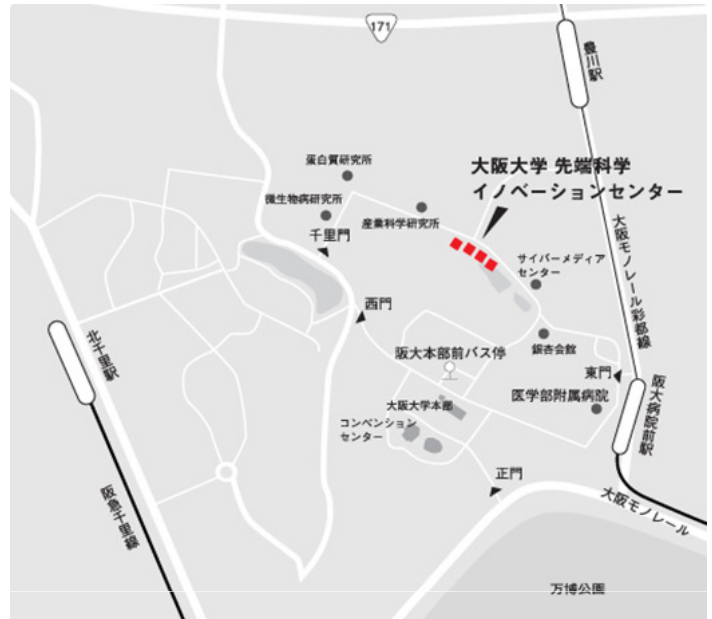 171
豊川駅
蛋白質研究所
大阪大学 先端科学
イノベーションセンター
微生物病研究所
産業科学研究所
千里門
サイバーメディア
センター
大阪モノレール彩都線
西門
北千里駅
阪大本部前バス停
銀杏会館
東門
阪大病院前駅
大阪大学本部
医学部附属病院
コンベンション
センター
正門
阪急千里線
大阪モノレール
万博公園